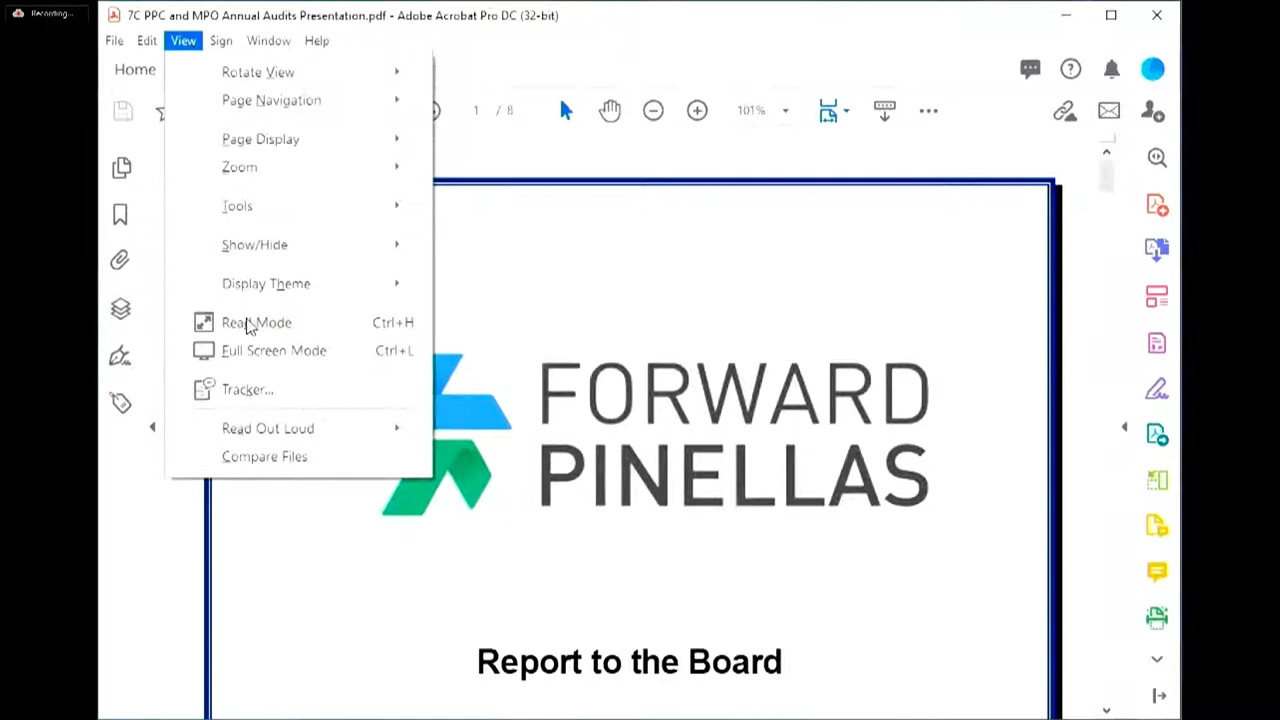 Recording...
7C PPC and MPO Annual Audits Presentation.pdf - Adobe Acrobat Pro DC (32-bit)
File Edit View Sign Window Help
Home
Rotate View
Page Navigation
1 / 8 101%
Page Display
Zoom
Tools
Show/Hide
Display Theme
Read Mode Ctrl+H
Full Screen Mode Ctrl+L
Tracker...
Read Out Loud
Compare Files
FORWARD
PINELLAS
Report to the Board